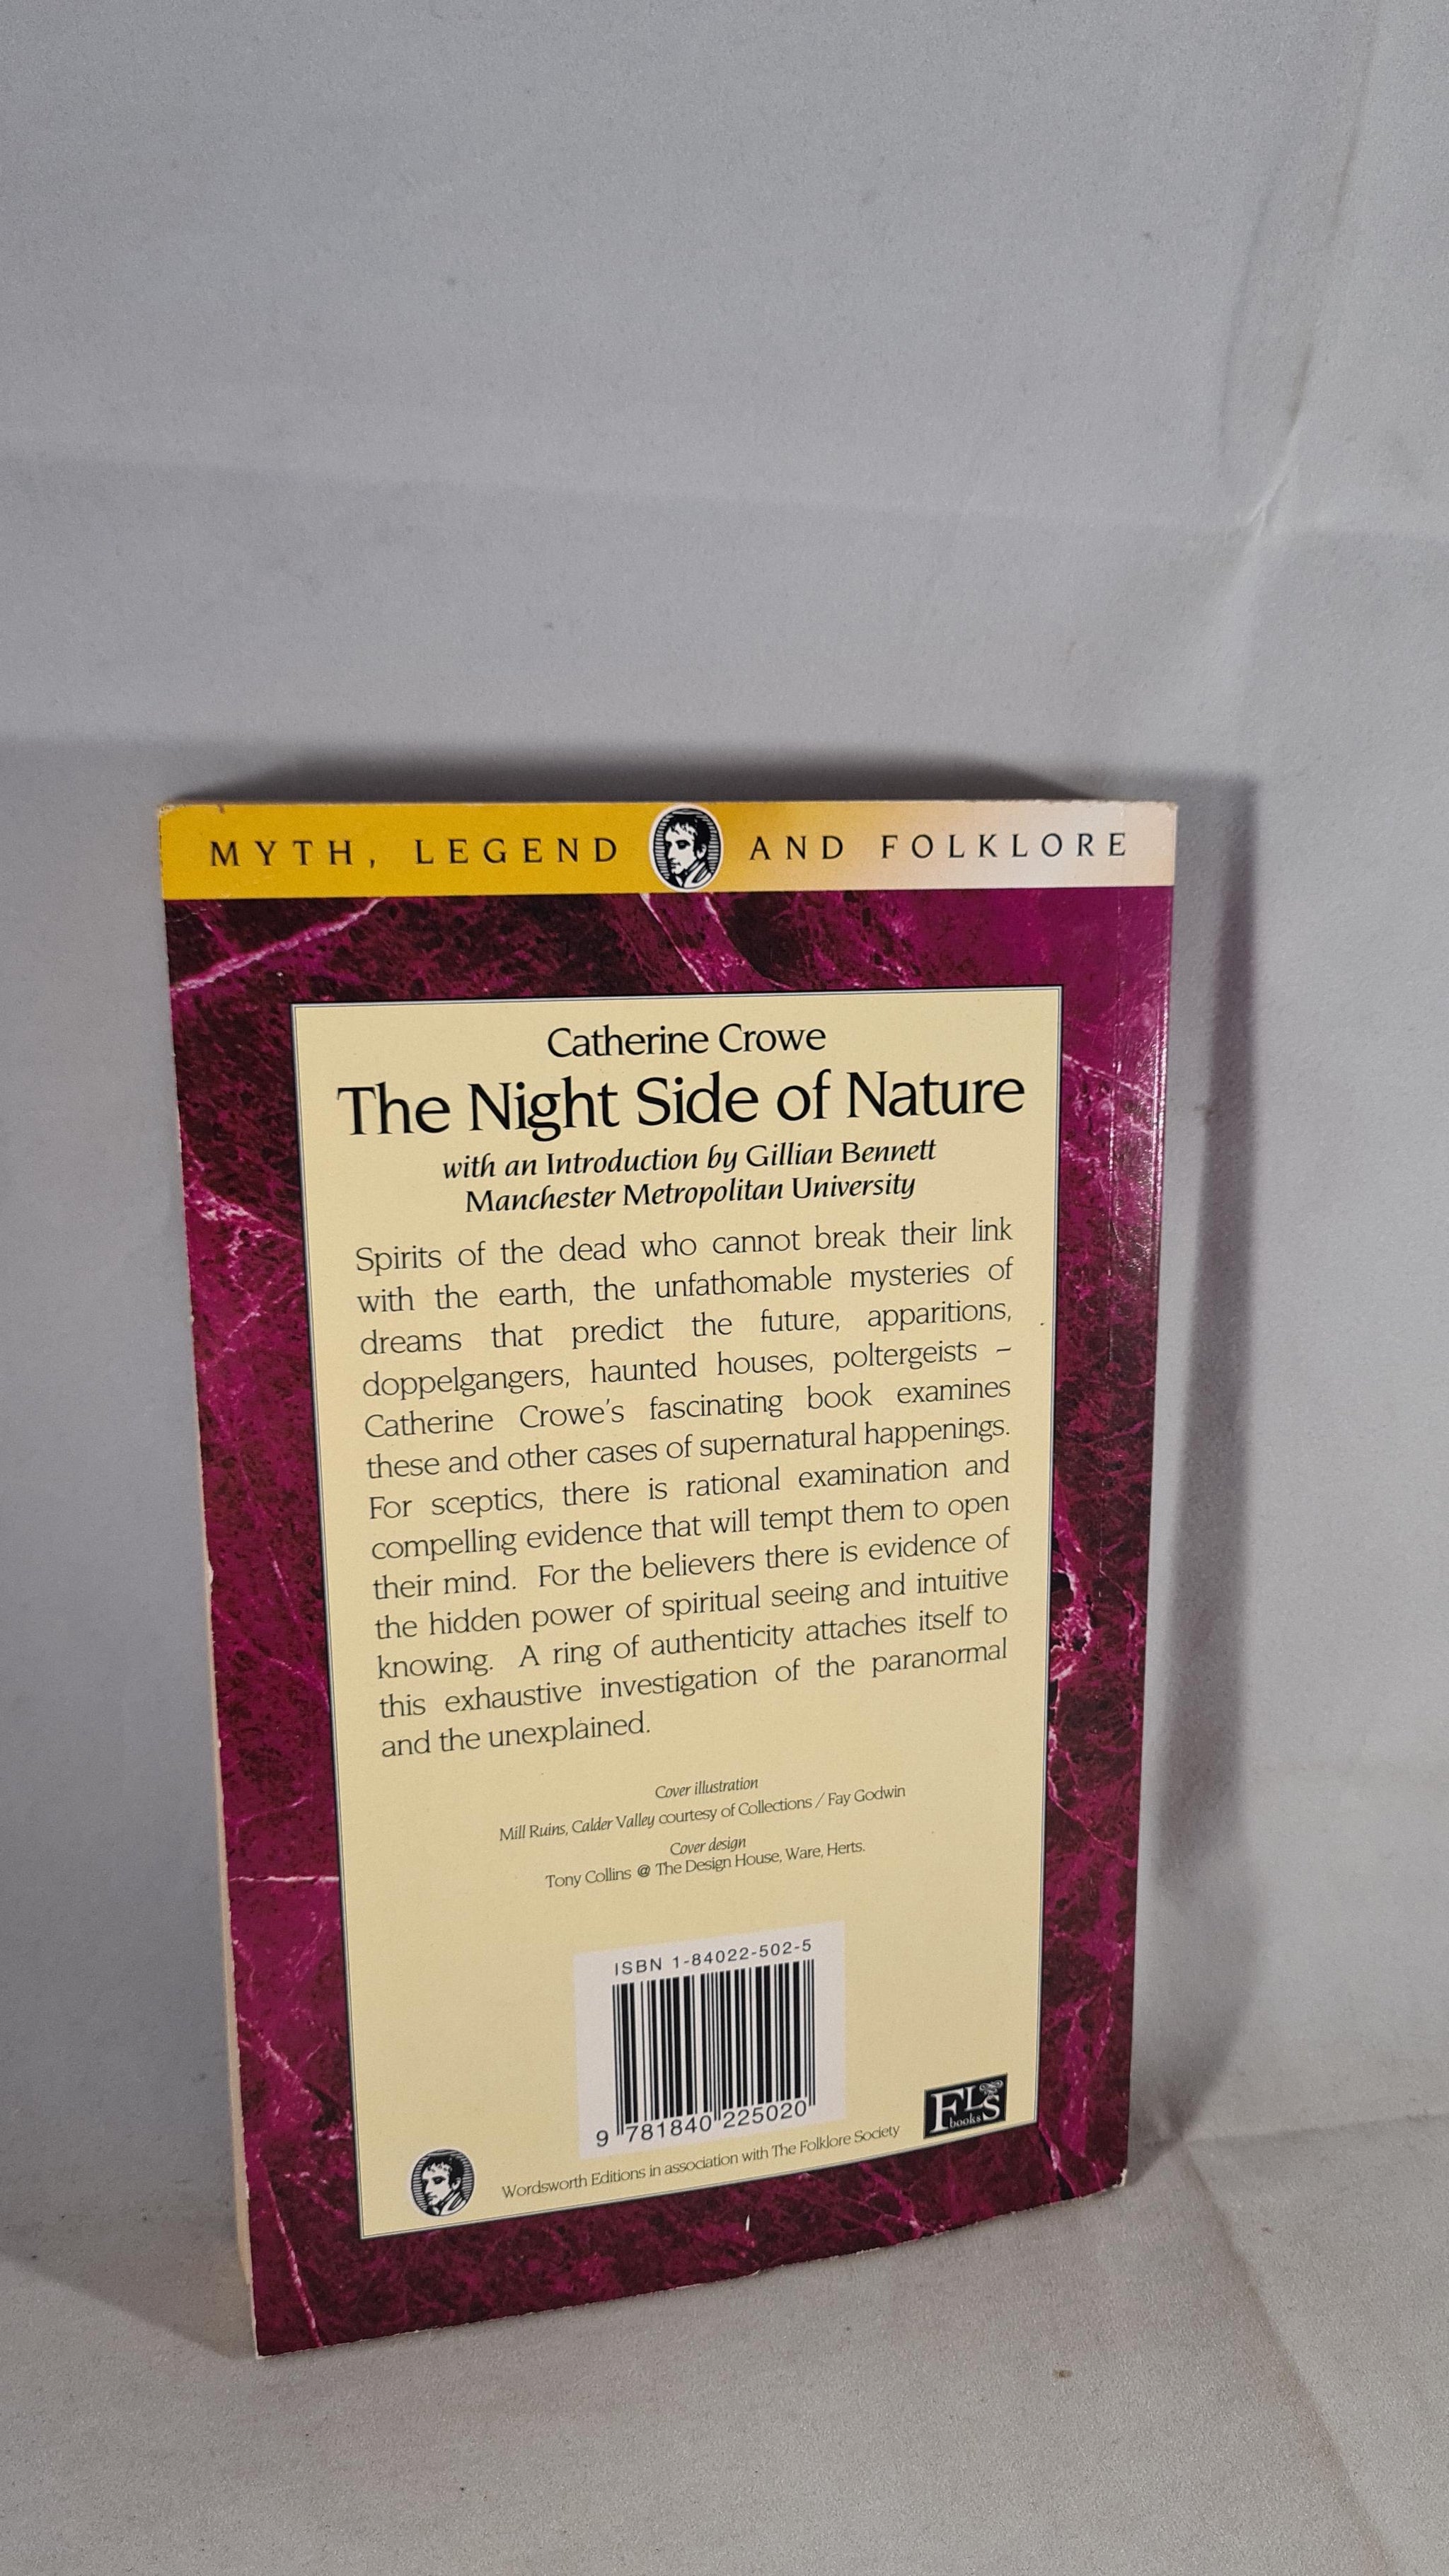 MYTH, LEGEND AND FOLKLORE
Catherine Crowe
The Night Side of Nature
with an Introduction by Gillian Bennett
Manchester Metropolitan University
Spirits of the dead who cannot break their link
with the earth, the unfathomable mysteries of
dreams that predict the future, apparitions,
doppelgangers, haunted houses, poltergeists –
Catherine Crowe's fascinating book examines
these and other cases of supernatural happenings.
For sceptics, there is rational examination and
compelling evidence that will tempt them to open
their mind. For the believers there is evidence of
the hidden power of spiritual seeing and intuitive
knowing. A ring of authenticity attaches itself to
this exhaustive investigation of the paranormal
and the unexplained.
Cover illustration
Mill Ruins, Calder Valley courtesy of Collections / Fay Godwin
Cover design
Tony Collins @ The Design House, Ware, Herts.
ISBN 1-84022-502-5
9 781840 225020
FLS
books
Wordsworth Editions in association with The Folklore Society